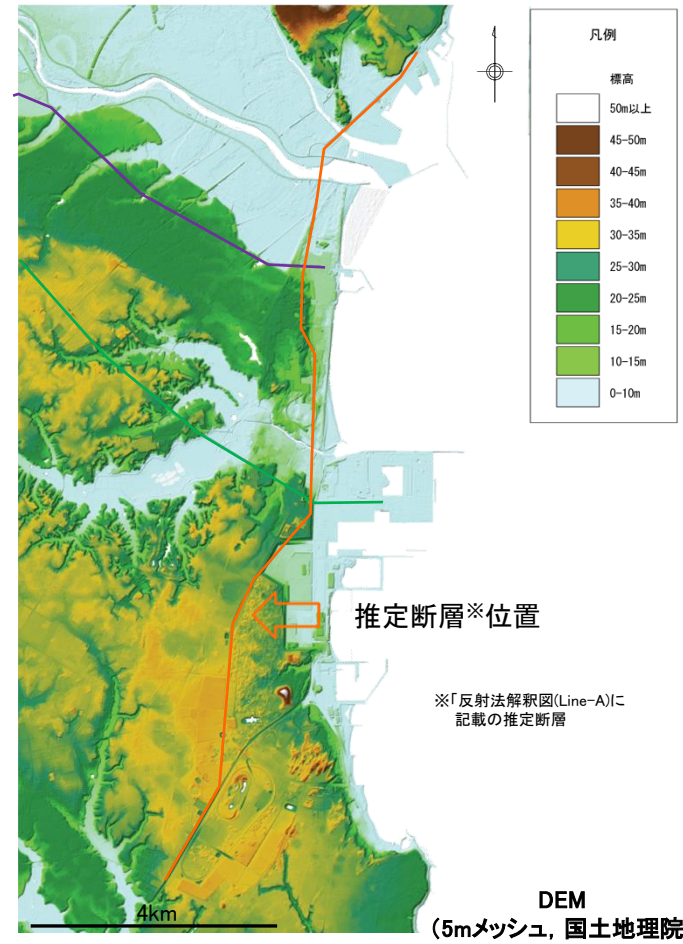 凡例
標高
50m以上
45-50m
40-45m
35-40m
30-35m
25-30m
20-25m
15-20m
10-15m
0-10m
推定断層※位置
※「反射法解釈図(Line-A)に
記載の推定断層
4km
DEM
(5mメッシュ, 国土地理院